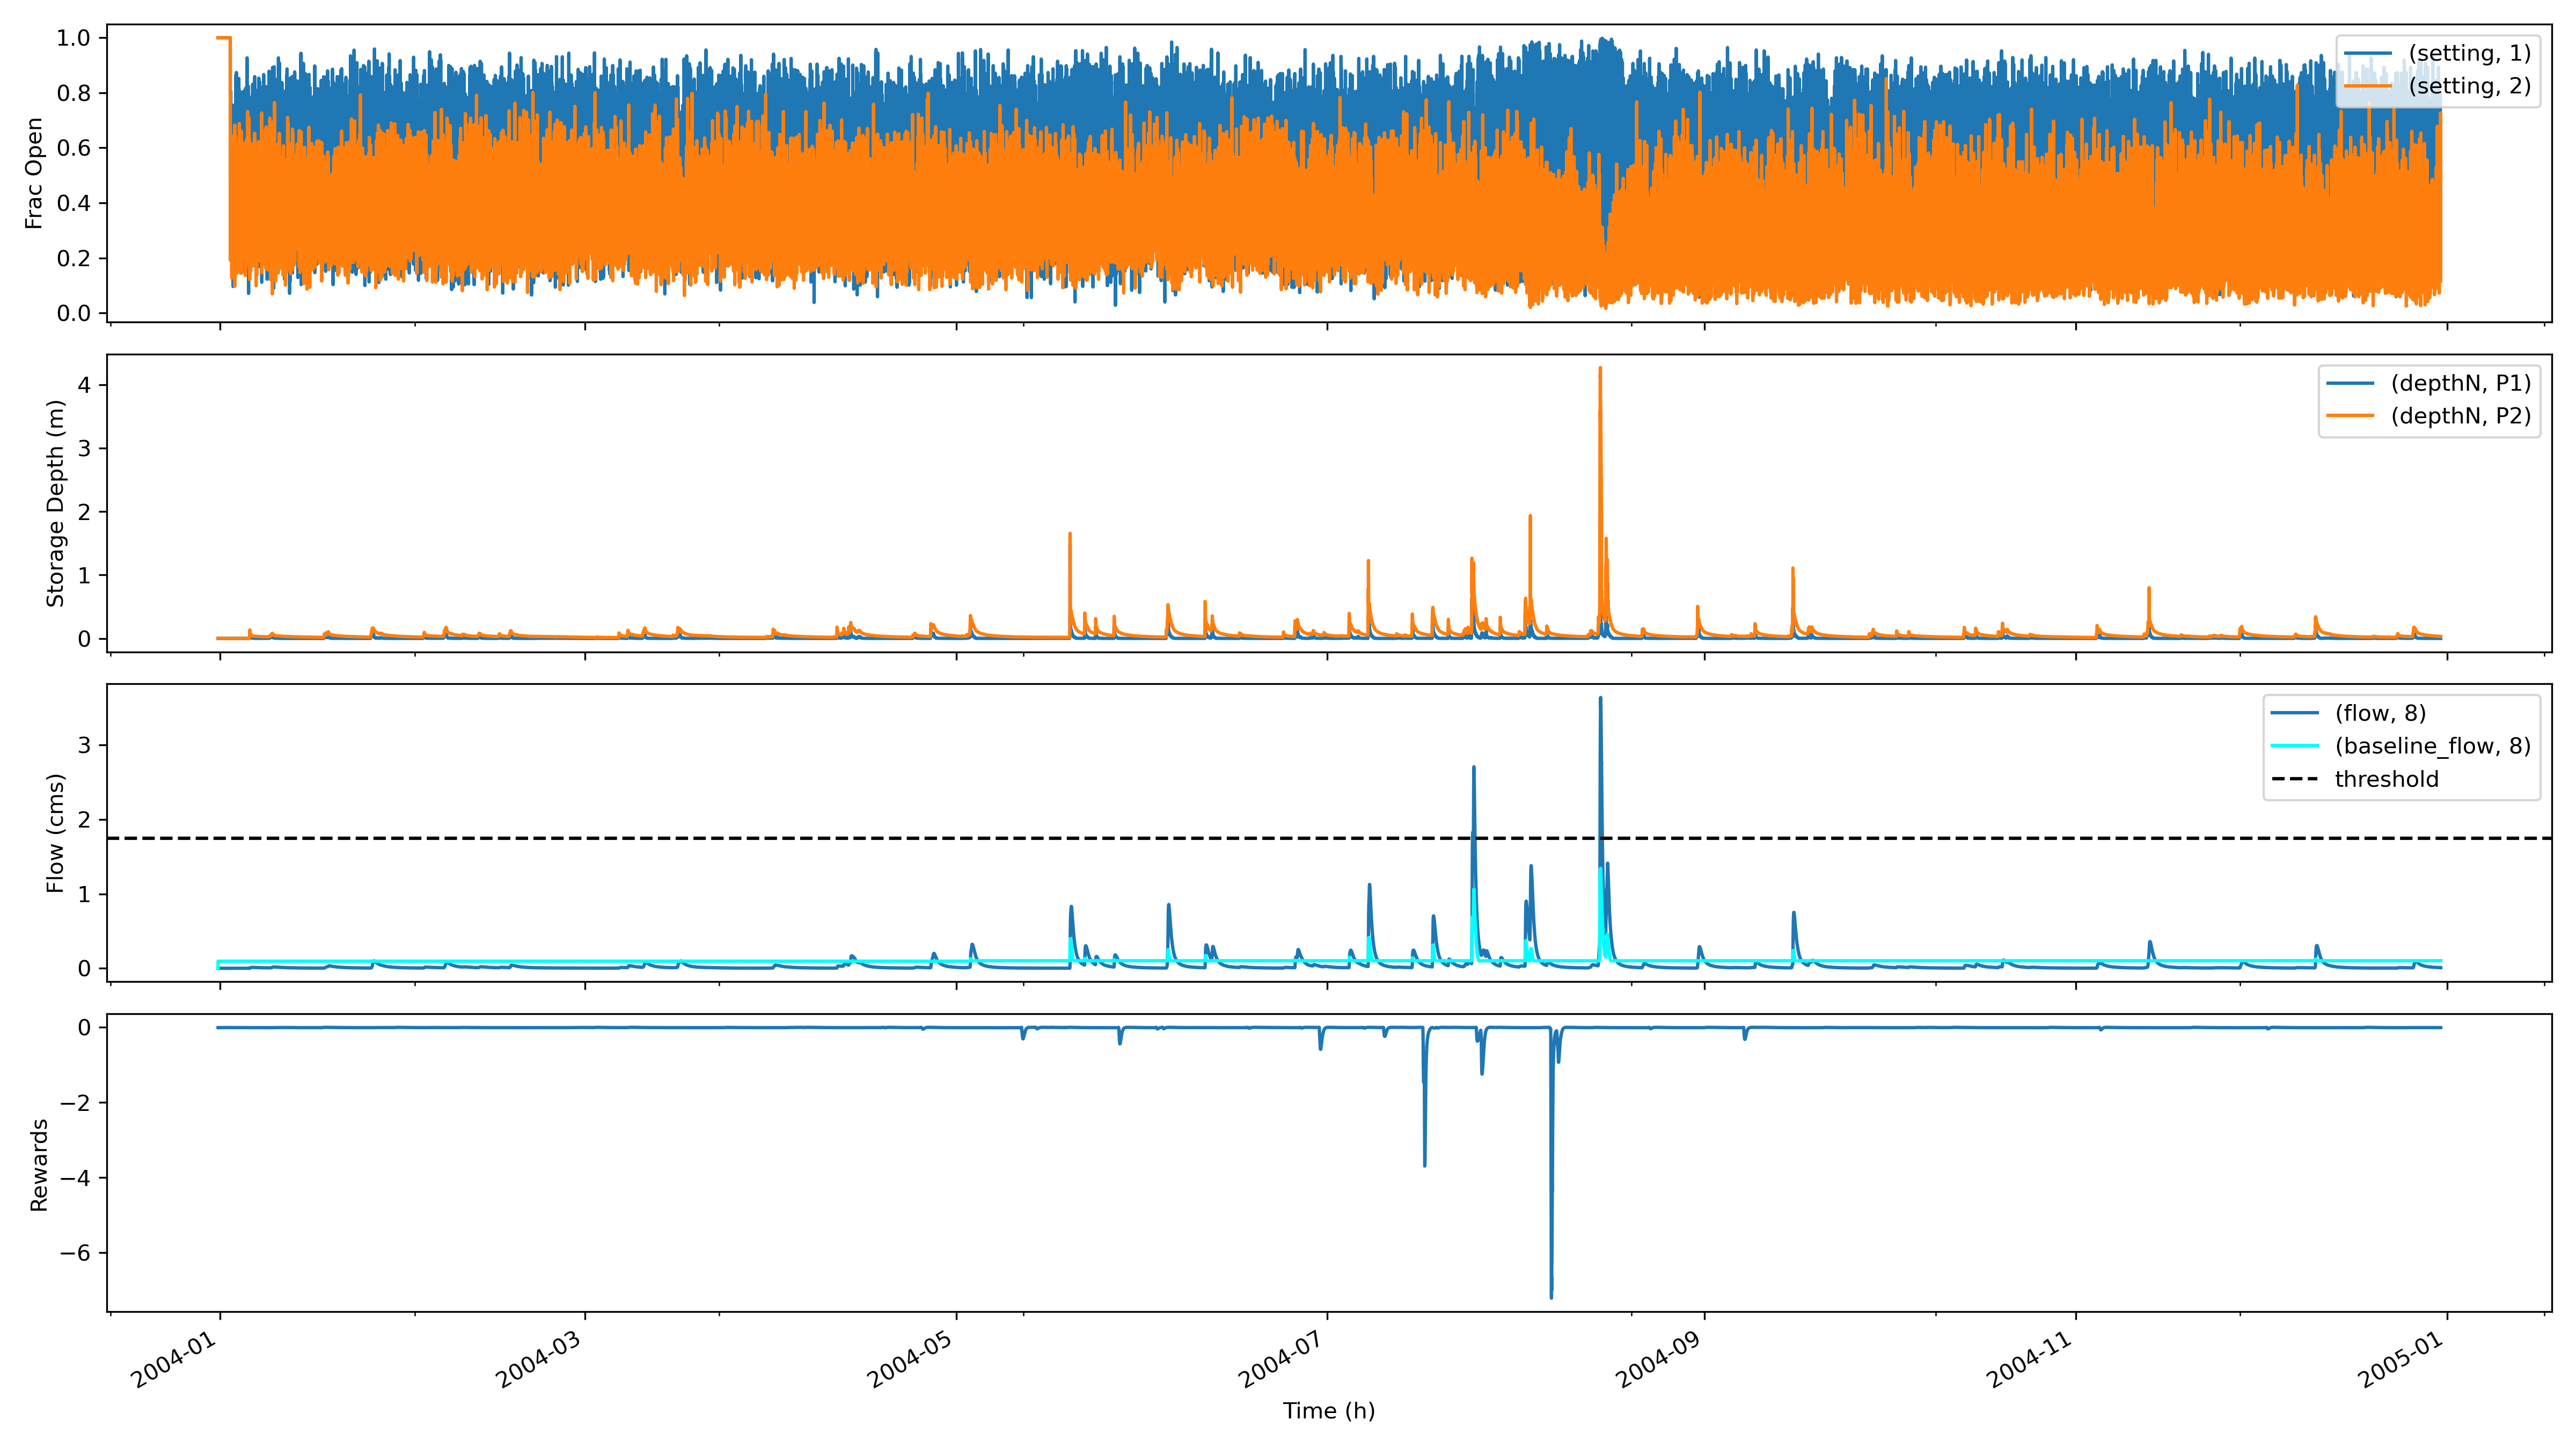 Frac Open
1.0
0.8
0.6
0.4
0.2
0.0
(setting, 1)
(setting, 2)
Storage Depth (m)
4
3
2
1
0
(depthN, P1)
(depthN, P2)
Flow (cms)
3
2
1
0
(flow, 8)
(baseline_flow, 8)
threshold
Rewards
0
−2
−4
−6
2004-01
2004-03
2004-05
2004-07
2004-09
2004-11
2005-01
Time (h)